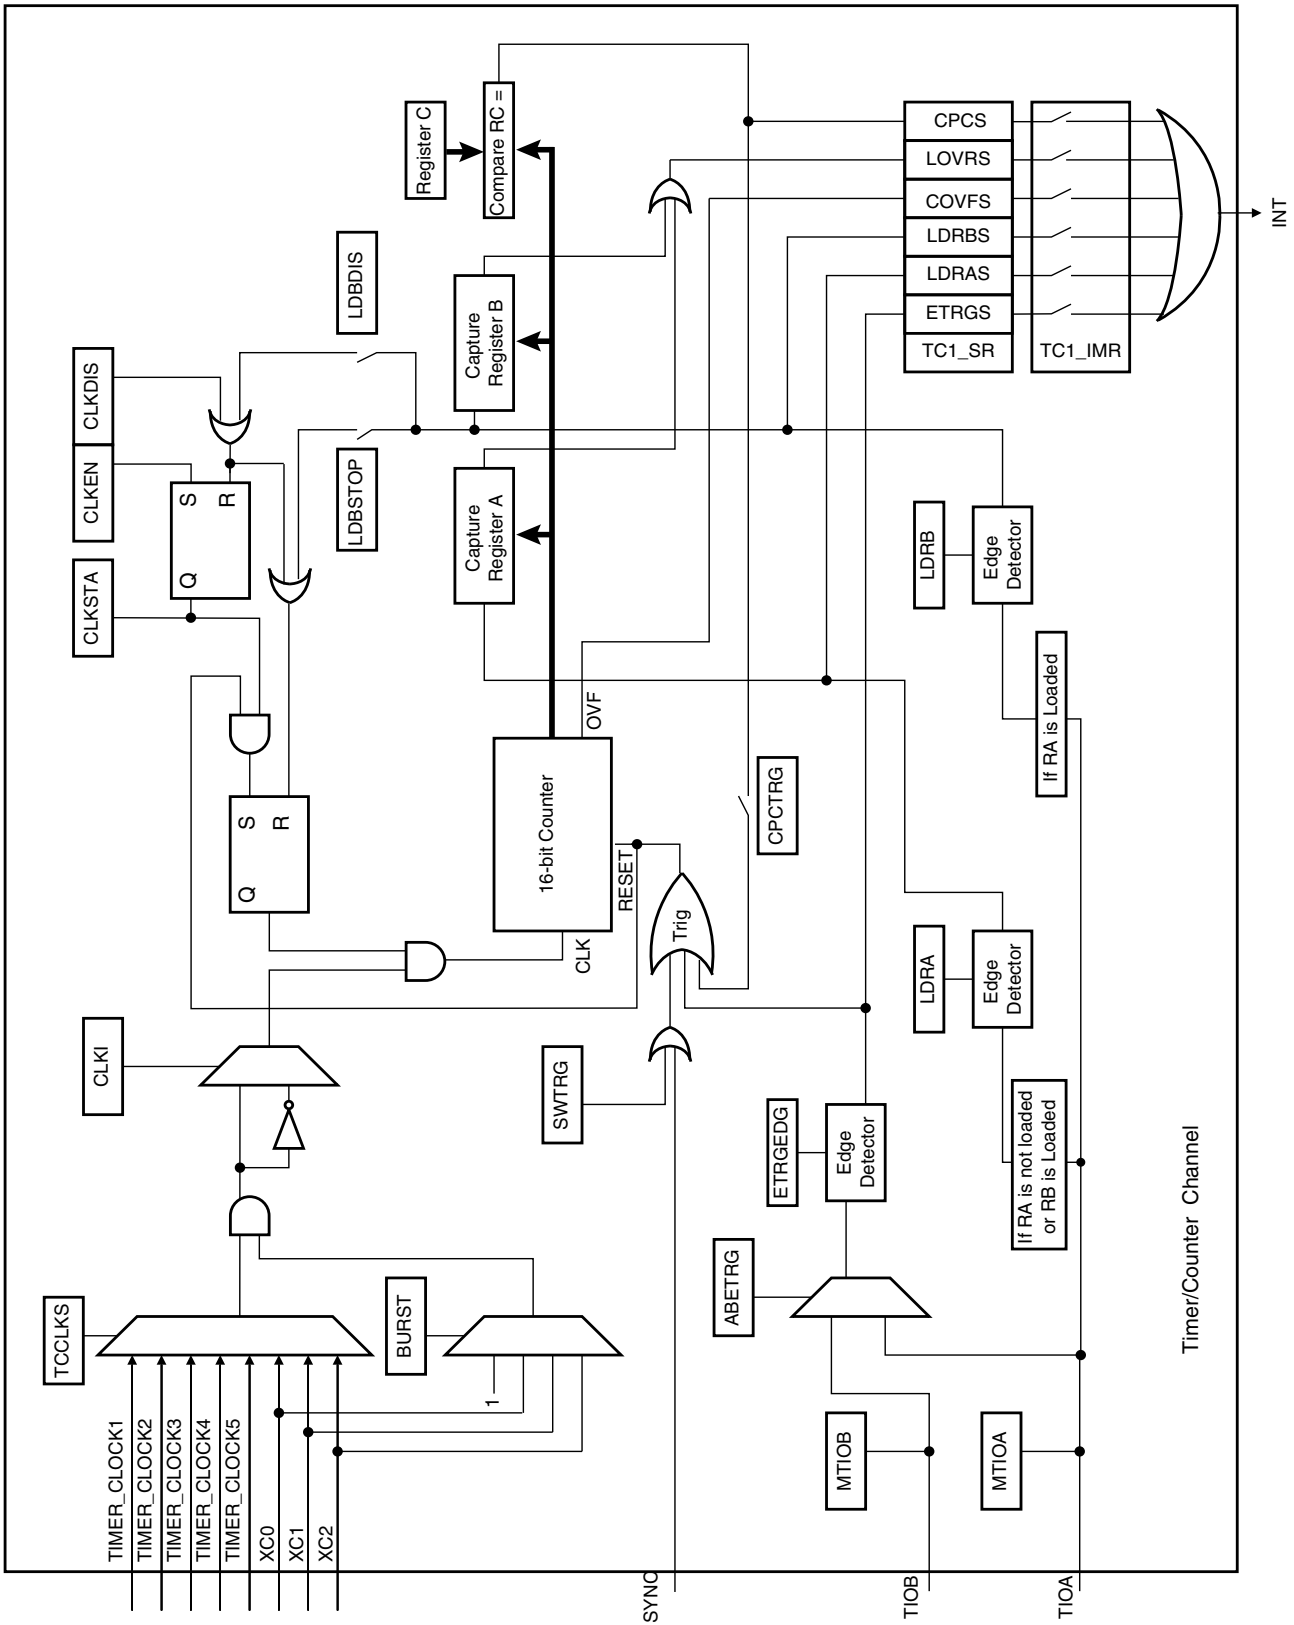 TCCLKS
TIMER_CLOCK1
TIMER_CLOCK2
TIMER_CLOCK3
TIMER_CLOCK4
TIMER_CLOCK5
XC0
XC1
XC2
CLKI
CLKSTA
CLKEN
CLKDIS
Q
S
R
Q
S
R
BURST
1
LDBSTOP
LDBDIS
Register C
Capture
Register A
Capture
Register B
Compare RC =
16-bit Counter
CLK
OVF
RESET
SWTRG
SYNC
Trig
CPCTRG
ABETRG
ETRGEDG
Edge
Detector
MTIOB
TIOB
MTIOA
TIOA
LDRA
Edge
Detector
If RA is not loaded
or RB is Loaded
LDRB
Edge
Detector
If RA is Loaded
CPCS
LOVRS
COVFS
LDRBS
LDRAS
ETRGS
TC1_SR
TC1_IMR
INT
Timer/Counter Channel